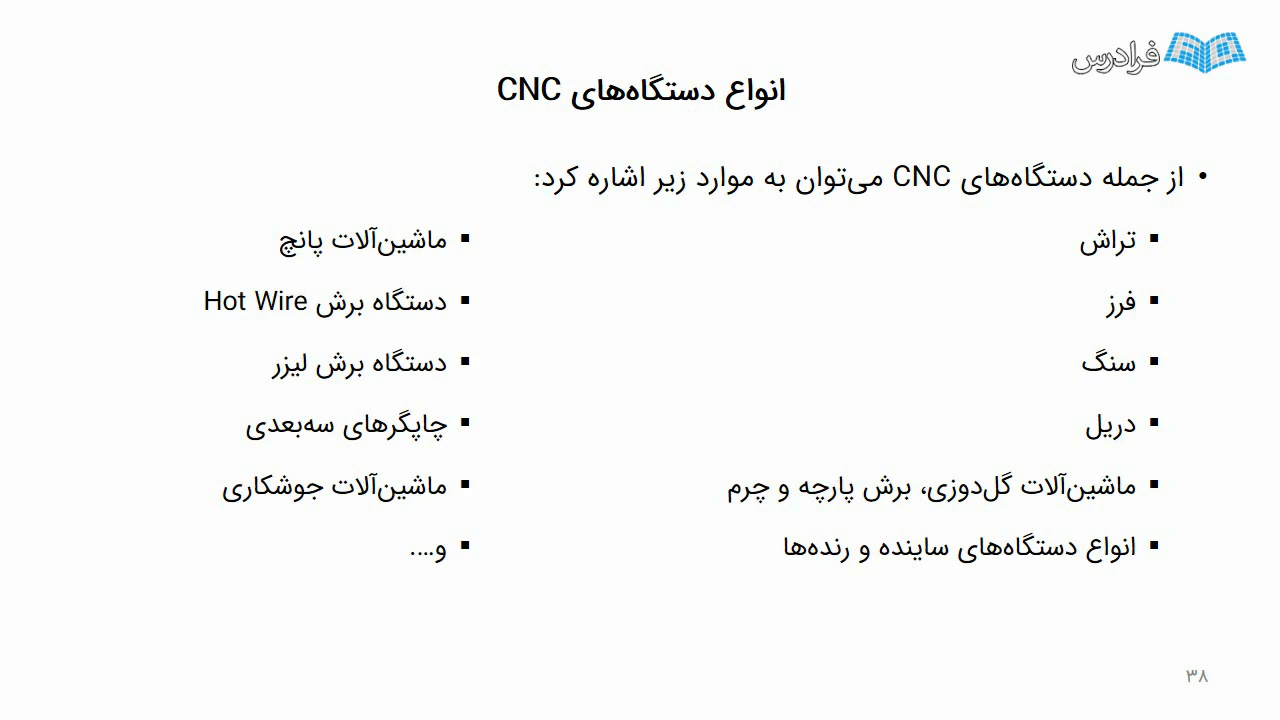 فرادرس
انواع دستگاه‌های CNC
• از جمله دستگاه‌های CNC می‌توان به موارد زیر اشاره کرد:
▪ تراش
▪ فرز
▪ سنگ
▪ دریل
▪ ماشین‌آلات گل‌دوزی، برش پارچه و چرم
▪ انواع دستگاه‌های ساینده و رنده‌ها
▪ ماشین‌آلات پانچ
▪ دستگاه برش Hot Wire
▪ دستگاه برش لیزر
▪ چاپگرهای سه‌بعدی
▪ ماشین‌آلات جوشکاری
▪ و....
۳۸